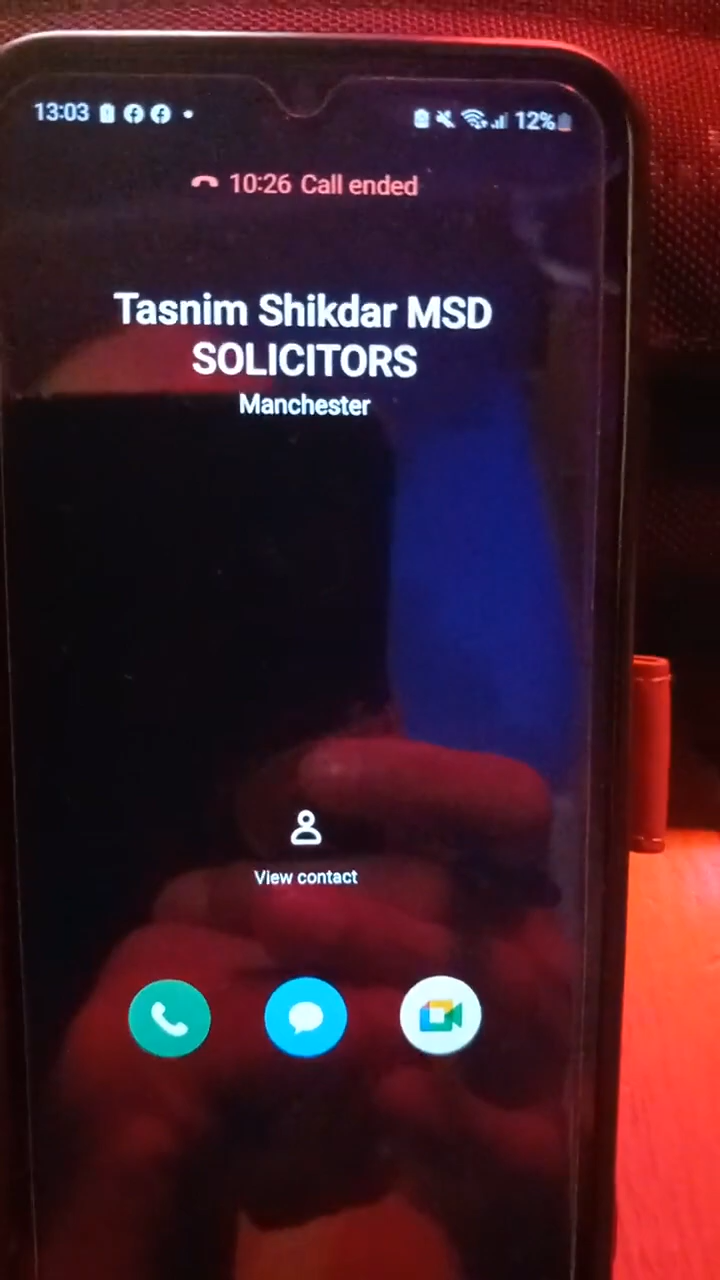 13:03
12%
10:26 Call ended
Tasnim Shikdar MSD
SOLICITORS
Manchester
View contact